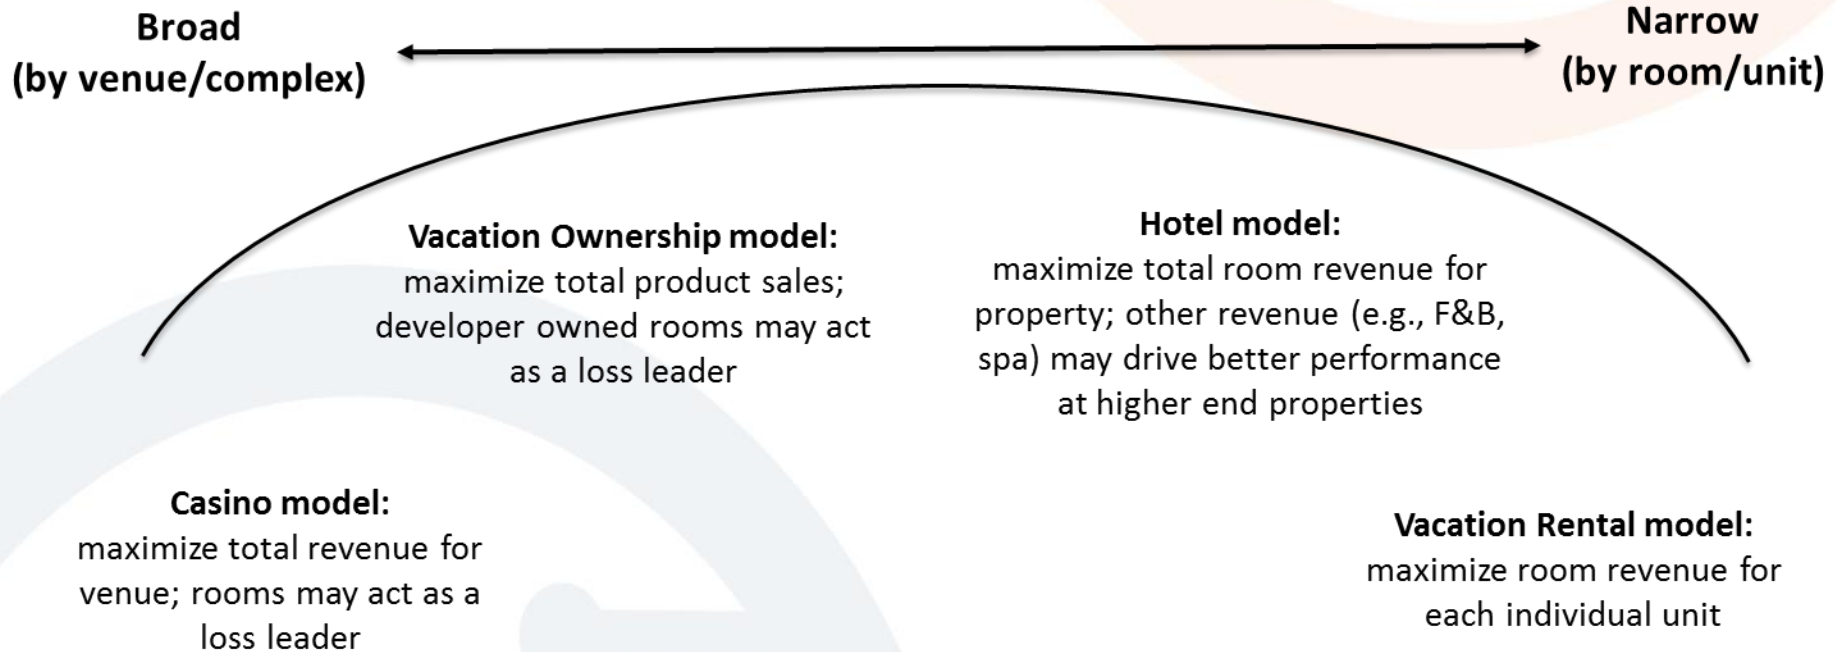 Broad
(by venue/complex)
Narrow
(by room/unit)
Vacation Ownership model:
maximize total product sales;
developer owned rooms may act
as a loss leader
Hotel model:
maximize total room revenue for
property; other revenue (e.g., F&B,
spa) may drive better performance
at higher end properties
Casino model:
maximize total revenue for
venue; rooms may act as a
loss leader
Vacation Rental model:
maximize room revenue for
each individual unit